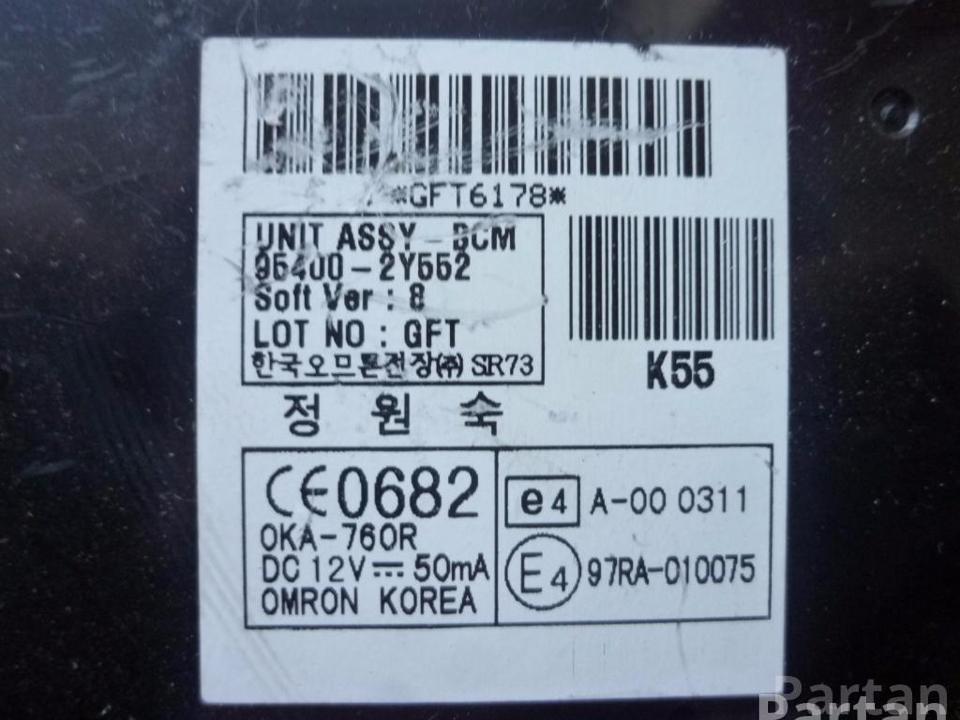 *GFT6178*
UNIT ASSY - BCM
95400-2Y552
Soft Ver : 8
LOT NO : GFT
한국오므론전장㈜ SR73
K55
정 원 숙
CE0682
OKA-760R
DC 12V ⎓ 50mA
OMRON KOREA
e4 A-00 0311
E4 97RA-010075
Partan
Partan